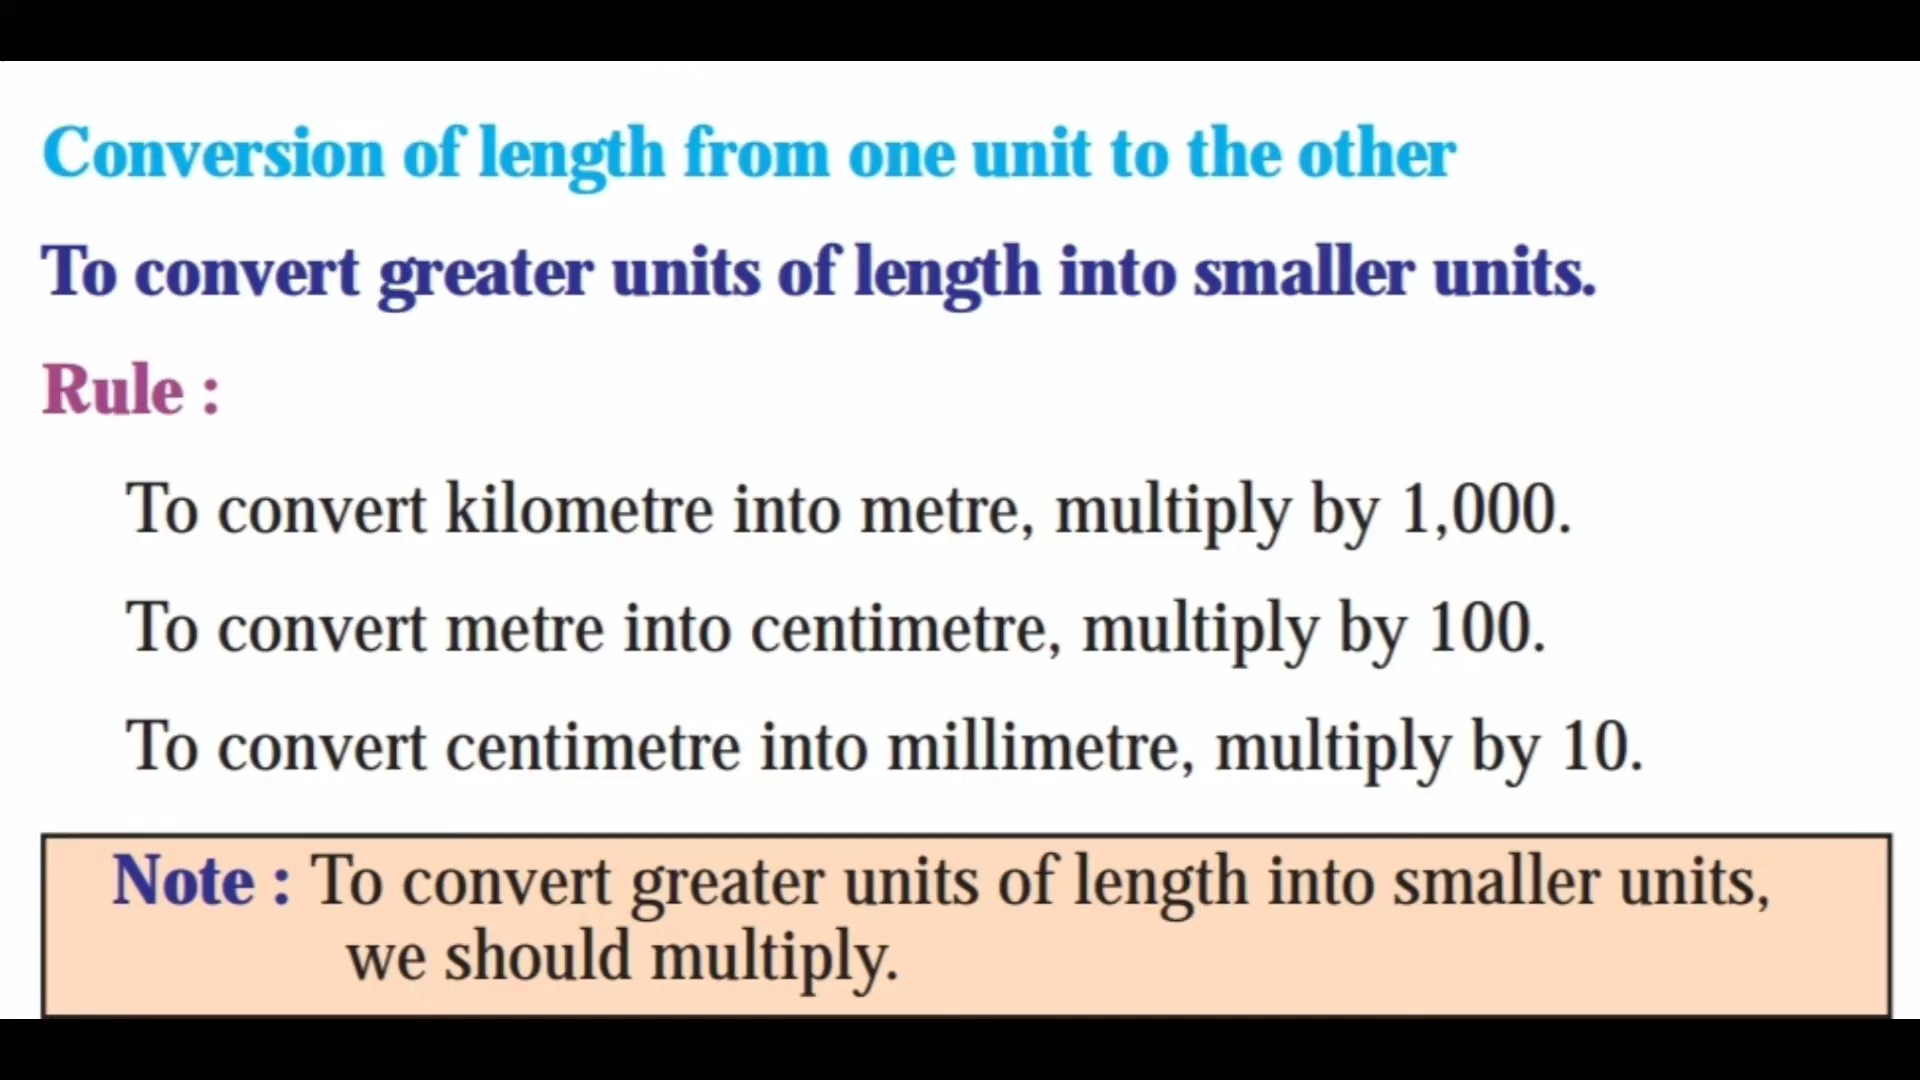 Conversion of length from one unit to the other
To convert greater units of length into smaller units.
Rule :
To convert kilometre into metre, multiply by 1,000.
To convert metre into centimetre, multiply by 100.
To convert centimetre into millimetre, multiply by 10.
Note : To convert greater units of length into smaller units,
we should multiply.